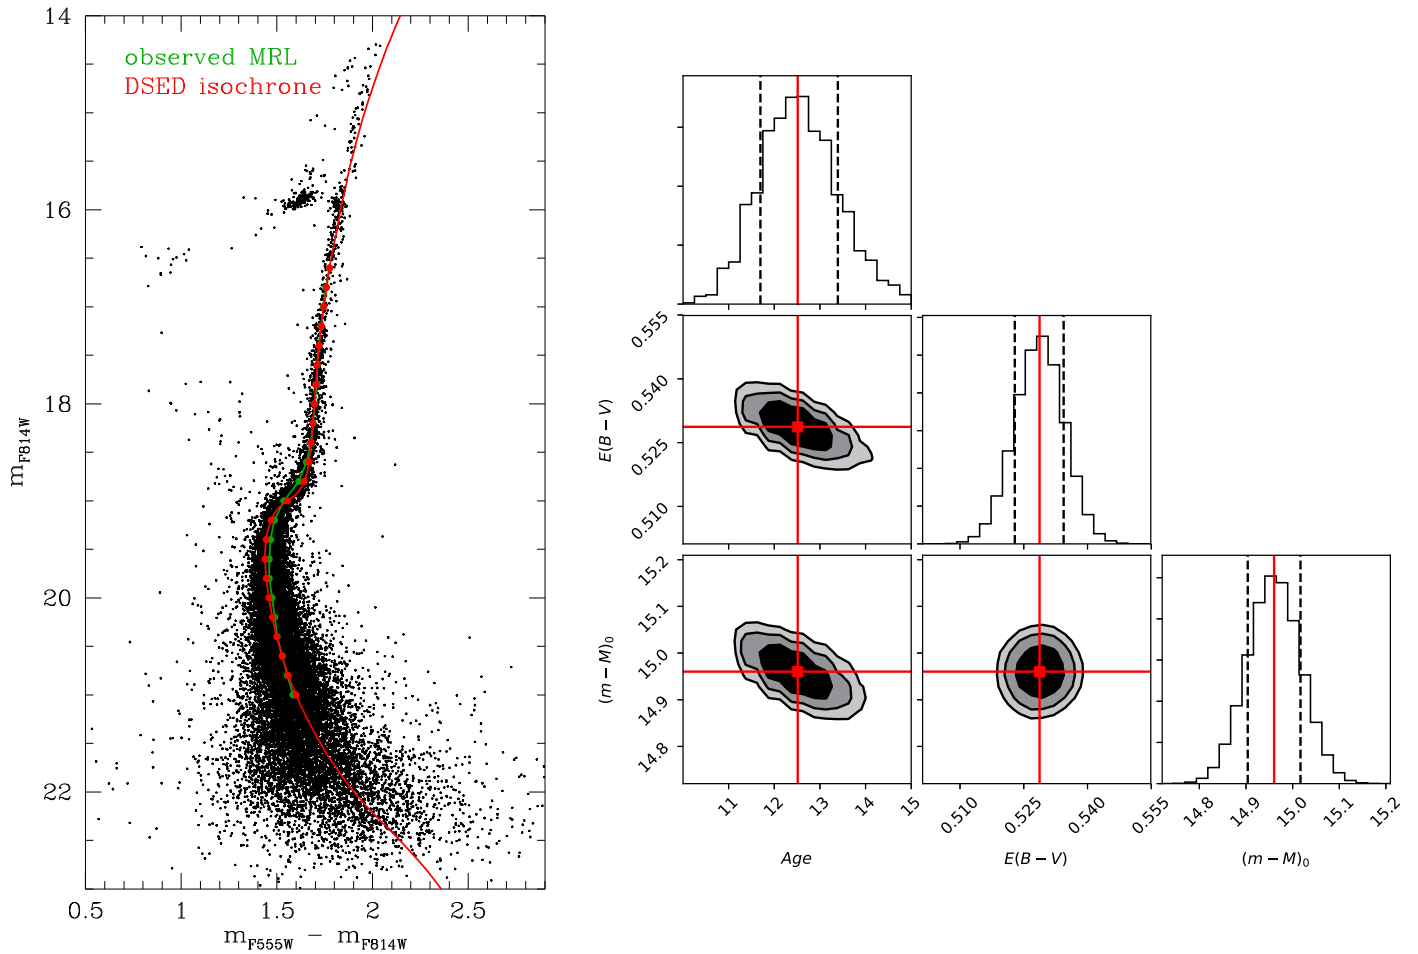 observed MRL
DSED isochrone
14
16
18
20
22
m_F814W
0.5 1 1.5 2 2.5
m_F555W − m_F814W
0.555
0.540
0.525
0.510
E(B − V)
15.2
15.1
15.0
14.9
14.8
(m − M)₀
11 12 13 14 15
Age
0.510 0.525 0.540 0.555
E(B − V)
14.8 14.9 15.0 15.1 15.2
(m − M)₀